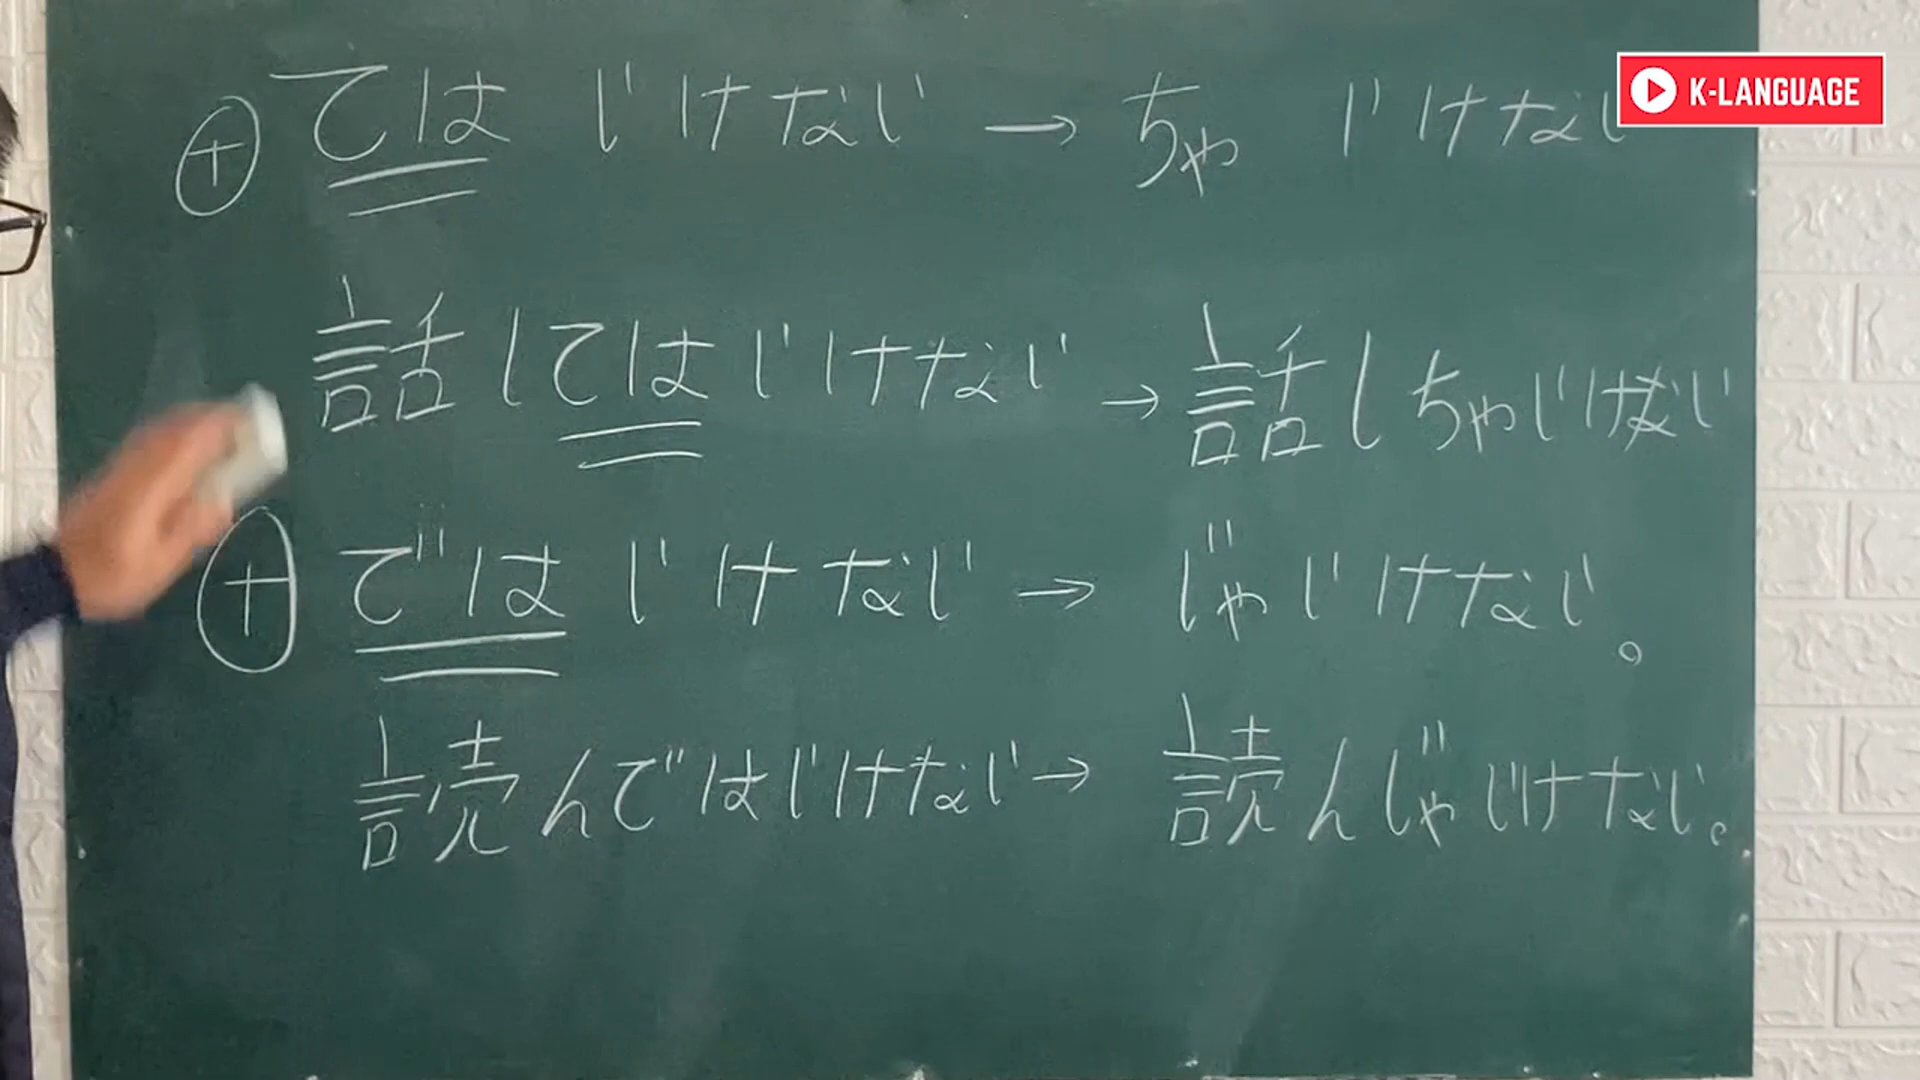 K-LANGUAGE
⊕ ては いけない → ちゃ いけない
話してはいけない → 話しちゃいけない
⊕ では いけない → じゃいけない。
読んではいけない → 読んじゃいけない。